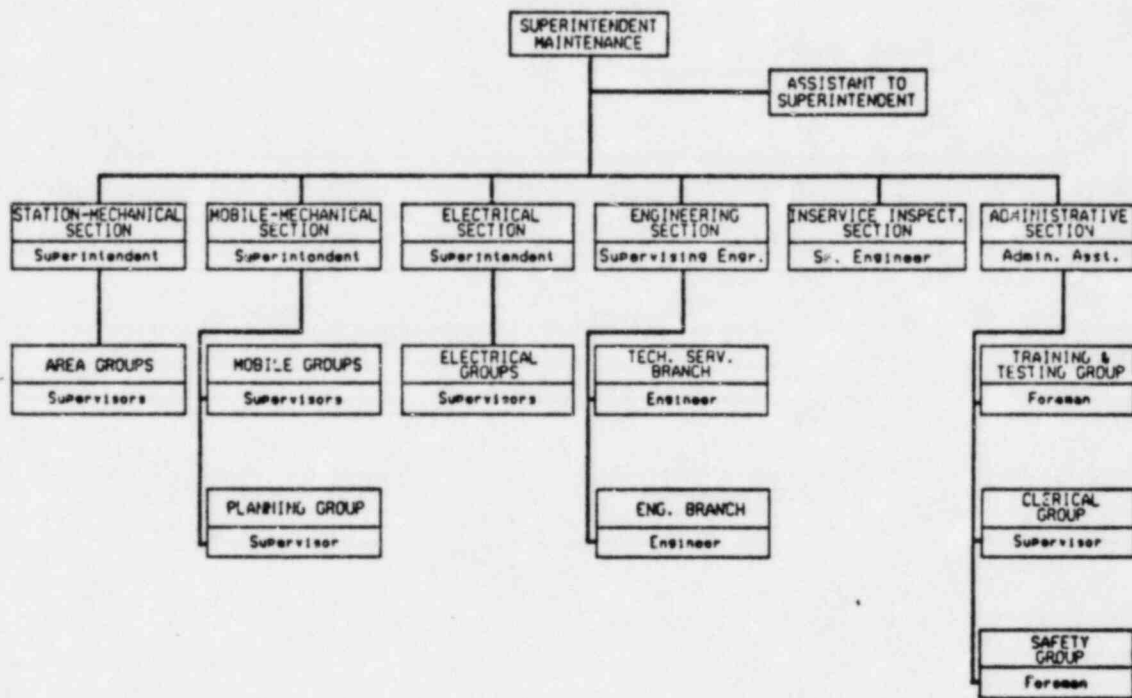 SUPERINTENDENT
MAINTENANCE
ASSISTANT TO
SUPERINTENDENT
STATION-MECHANICAL
SECTION
Superintendent
MOBILE-MECHANICAL
SECTION
Superintendent
ELECTRICAL
SECTION
Superintendent
ENGINEERING
SECTION
Supervising Engr.
INSERVICE INSPECT.
SECTION
Sr. Engineer
ADMINISTRATIVE
SECTION
Admin. Asst.
AREA GROUPS
Supervisors
MOBILE GROUPS
Supervisors
ELECTRICAL
GROUPS
Supervisors
TECH. SERV.
BRANCH
Engineer
TRAINING &
TESTING GROUP
Foreman
PLANNING GROUP
Supervisor
ENG. BRANCH
Engineer
CLERICAL
GROUP
Supervisor
SAFETY
GROUP
Foreman